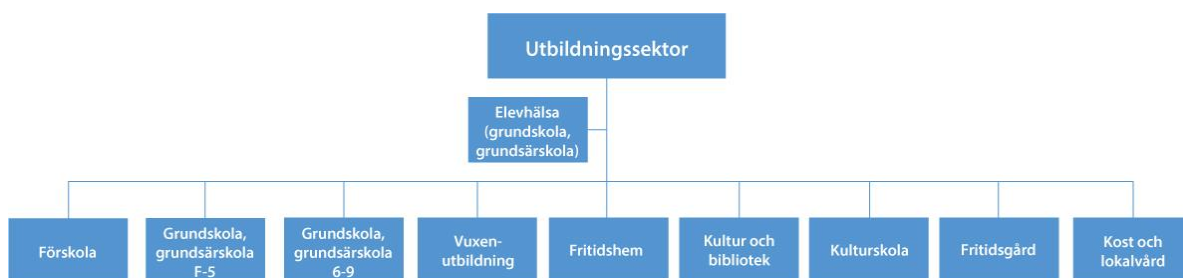 Utbildningssektor
Elevhälsa
(grundskola,
grundsärskola)
Förskola
Grundskola,
grundsärskola
F-5
Grundskola,
grundsärskola
6-9
Vuxen-
utbildning
Fritidshem
Kultur och
bibliotek
Kulturskola
Fritidsgård
Kost och
lokalvård